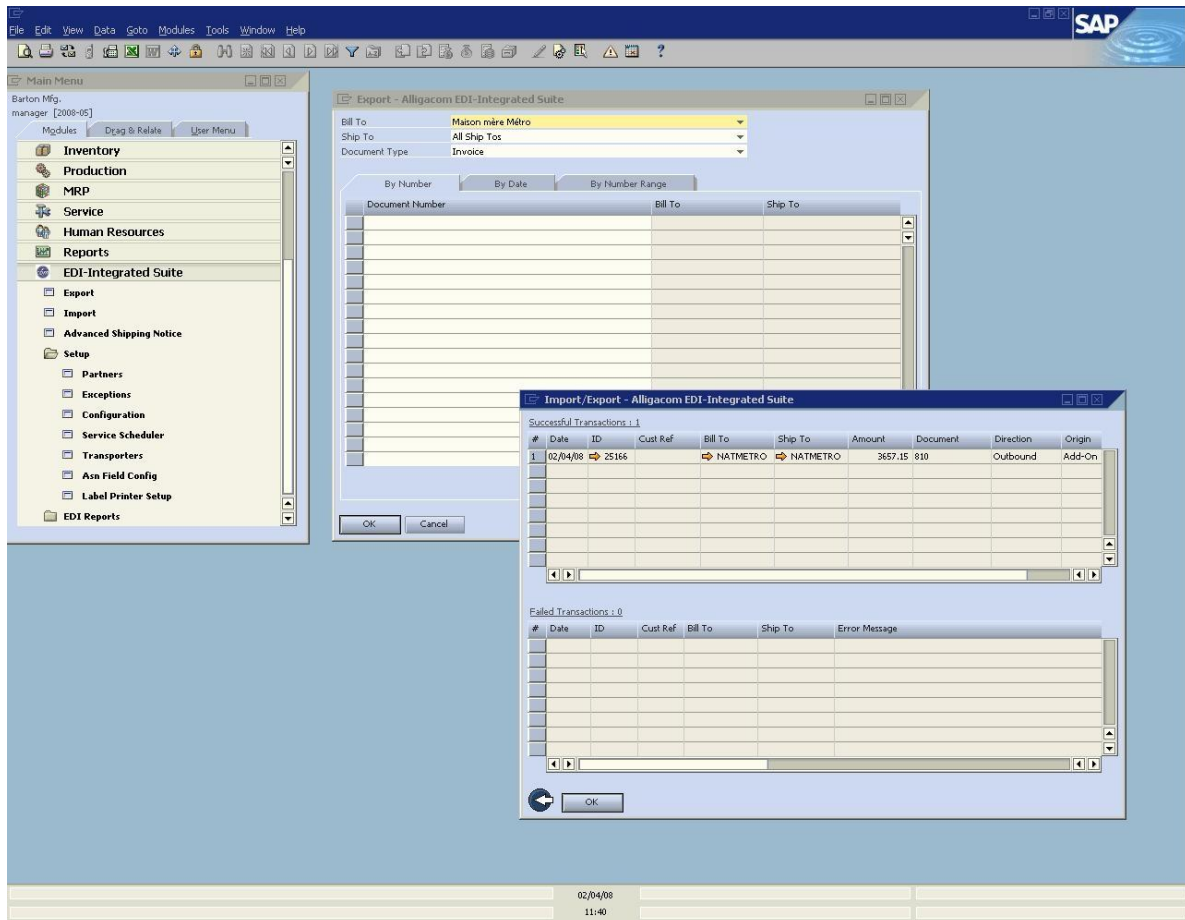 File Edit View Data Goto Modules Tools Window Help
SAP
Main Menu
Barton Mfg.
manager [2008-05]
Modules Drag & Relate User Menu
Inventory
Production
MRP
Service
Human Resources
Reports
EDI-Integrated Suite
Export
Import
Advanced Shipping Notice
Setup
Partners
Exceptions
Configuration
Service Scheduler
Transporters
Asn Field Config
Label Printer Setup
EDI Reports
Export - Alligacom EDI-Integrated Suite
Bill To Maison mère Métro
Ship To All Ship Tos
Document Type Invoice
By Number By Date By Number Range
Document Number Bill To Ship To
OK Cancel
Import/Export - Alligacom EDI-Integrated Suite
Successful Transactions : 1
# Date ID Cust Ref Bill To Ship To Amount Document Direction Origin
1 02/04/08 25166 NATMETRO NATMETRO 3657.15 810 Outbound Add-On
Failed Transactions : 0
# Date ID Cust Ref Bill To Ship To Error Message
OK
02/04/08
11:40